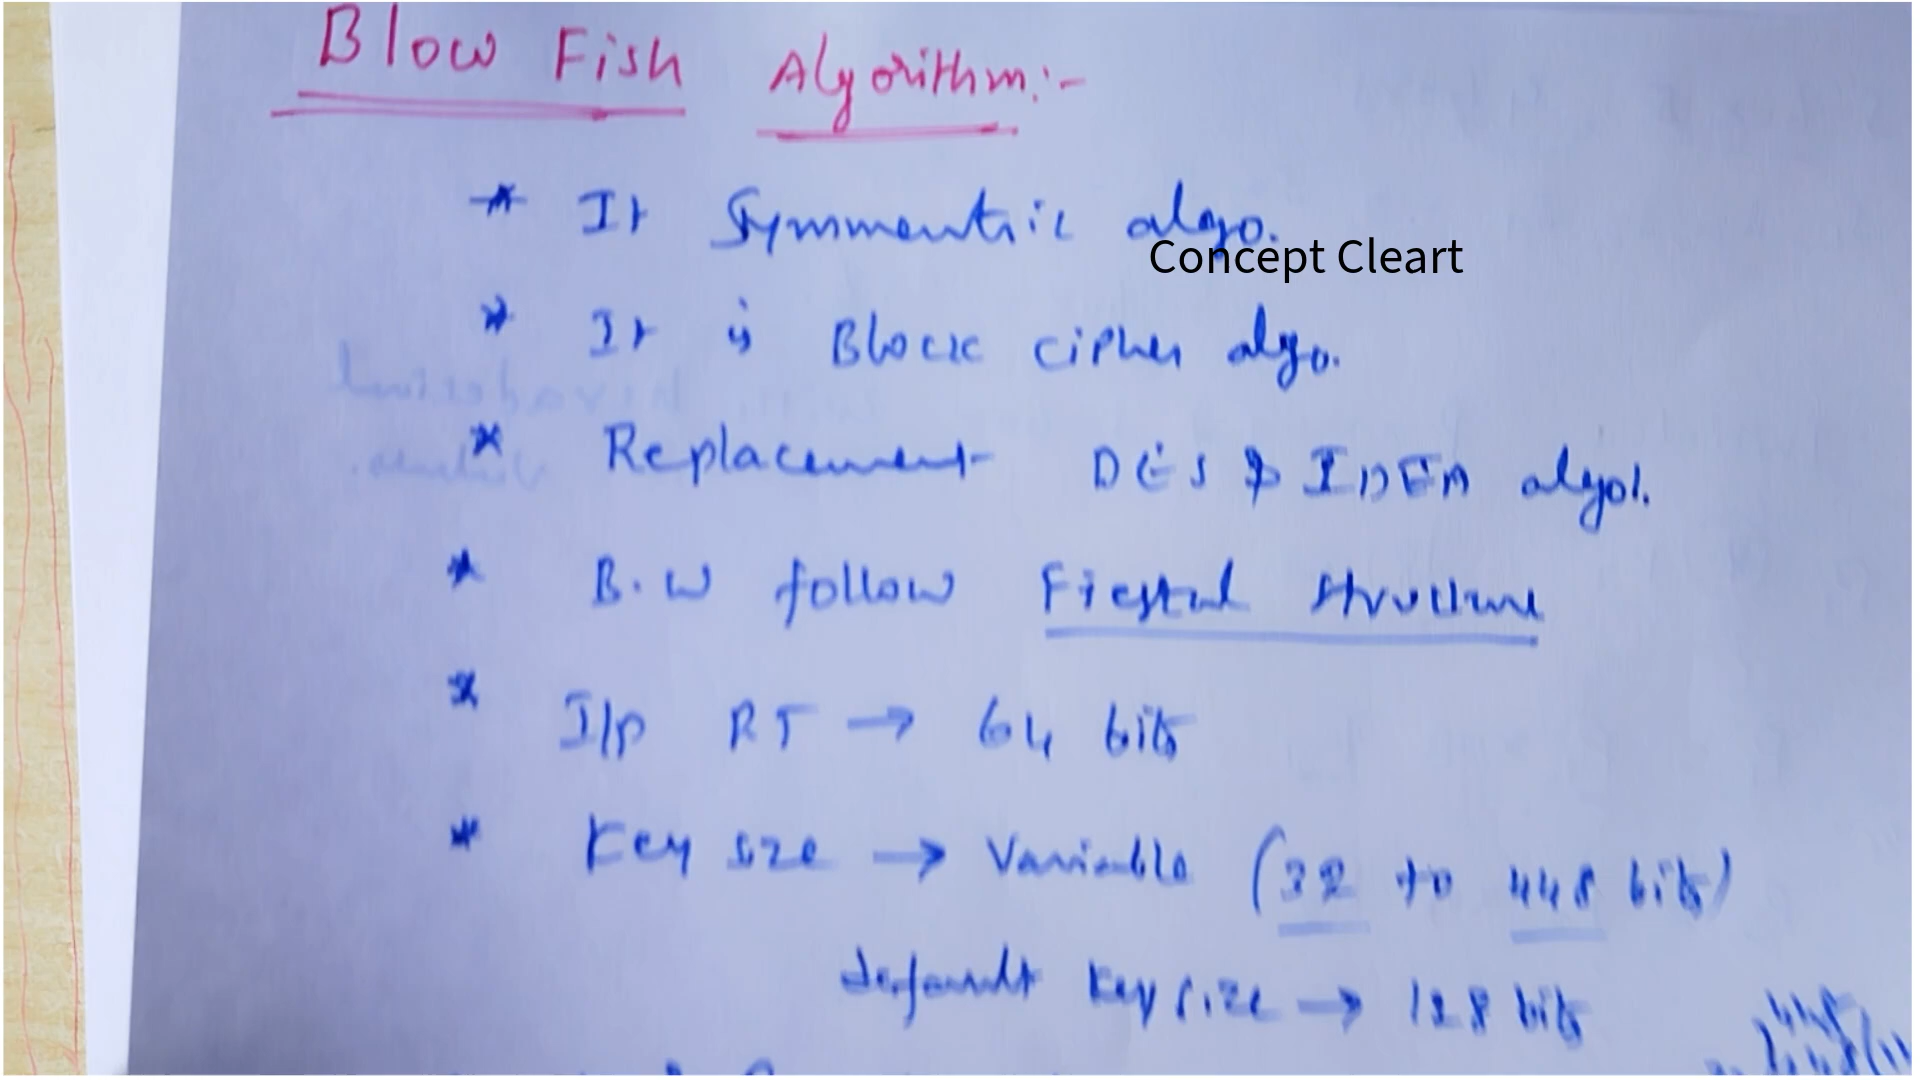 Blow Fish Algorithm:-
* It Symmentric algo.
Concept Cleart
* It is Block cipher algo.
* Replacement DES & IDEA algo.
* B.W follow Fiestal structure
* I/p PT → 64 bits
* Key size → Variable (32 to 448 bits)
default key size → 128 bits
448